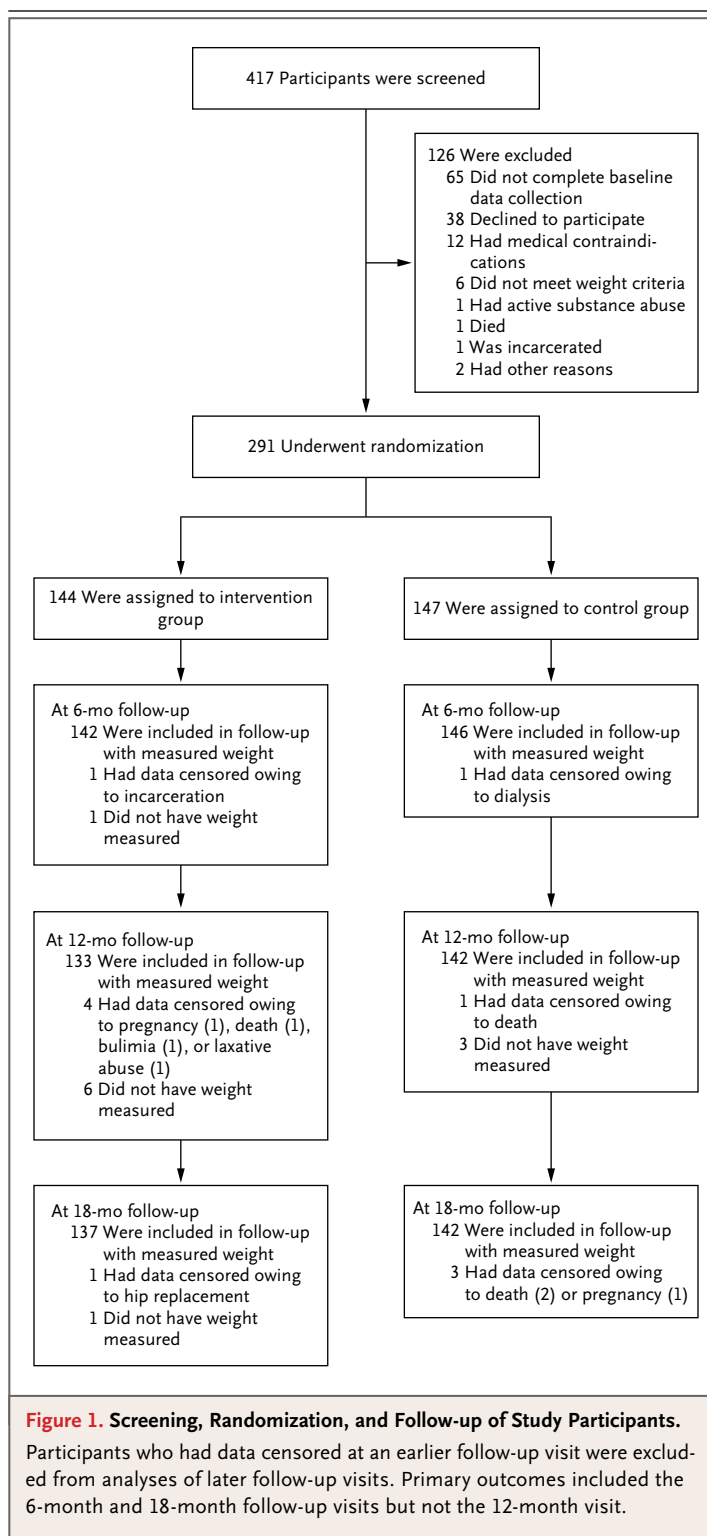 417 Participants were screened
126 Were excluded
65 Did not complete baseline
data collection
38 Declined to participate
12 Had medical contraindi-
cations
6 Did not meet weight criteria
1 Had active substance abuse
1 Died
1 Was incarcerated
2 Had other reasons
291 Underwent randomization
144 Were assigned to intervention
group
147 Were assigned to control group
At 6-mo follow-up
142 Were included in follow-up
with measured weight
1 Had data censored owing
to incarceration
1 Did not have weight
measured
At 6-mo follow-up
146 Were included in follow-up
with measured weight
1 Had data censored owing
to dialysis
At 12-mo follow-up
133 Were included in follow-up
with measured weight
4 Had data censored owing
to pregnancy (1), death (1),
bulimia (1), or laxative
abuse (1)
6 Did not have weight
measured
At 12-mo follow-up
142 Were included in follow-up
with measured weight
1 Had data censored owing
to death
3 Did not have weight
measured
At 18-mo follow-up
137 Were included in follow-up
with measured weight
1 Had data censored owing
to hip replacement
1 Did not have weight
measured
At 18-mo follow-up
142 Were included in follow-up
with measured weight
3 Had data censored owing
to death (2) or pregnancy (1)
Figure 1. Screening, Randomization, and Follow-up of Study Participants.
Participants who had data censored at an earlier follow-up visit were exclud-
ed from analyses of later follow-up visits. Primary outcomes included the
6-month and 18-month follow-up visits but not the 12-month visit.